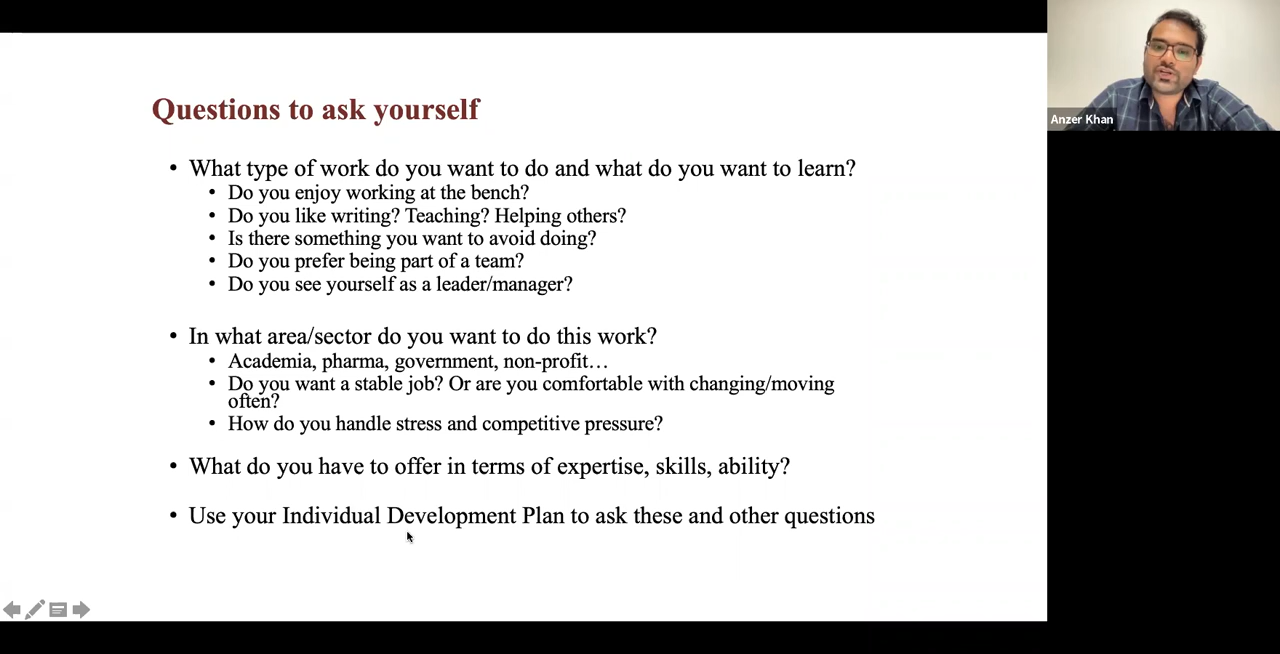 Questions to ask yourself
• What type of work do you want to do and what do you want to learn?
• Do you enjoy working at the bench?
• Do you like writing? Teaching? Helping others?
• Is there something you want to avoid doing?
• Do you prefer being part of a team?
• Do you see yourself as a leader/manager?
• In what area/sector do you want to do this work?
• Academia, pharma, government, non-profit…
• Do you want a stable job? Or are you comfortable with changing/moving
often?
• How do you handle stress and competitive pressure?
• What do you have to offer in terms of expertise, skills, ability?
• Use your Individual Development Plan to ask these and other questions
Anzer Khan